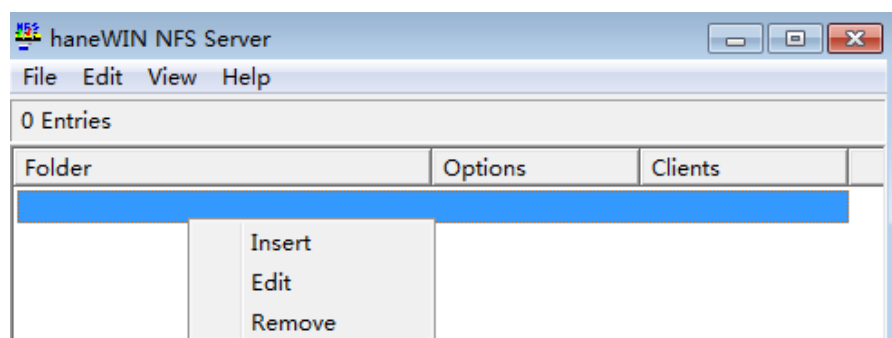 haneWIN NFS Server
File Edit View Help
0 Entries
Folder Options Clients
Insert
Edit
Remove